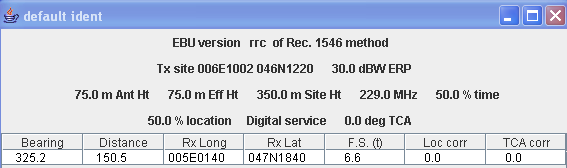 default ident
EBU version rrc of Rec. 1546 method
Tx site 006E1002 046N1220 30.0 dBW ERP
75.0 m Ant Ht 75.0 m Eff Ht 350.0 m Site Ht 229.0 MHz 50.0 % time
50.0 % location Digital service 0.0 deg TCA
Bearing Distance Rx Long Rx Lat F.S. (t) Loc corr TCA corr
325.2 150.5 005E0140 047N1840 6.6 0.0 0.0